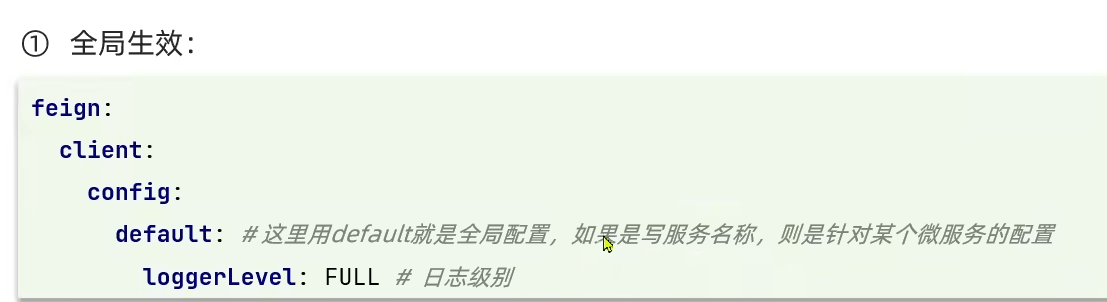 ① 全局生效：
feign:
client:
config:
default: #这里用default就是全局配置，如果是写服务名称，则是针对某个微服务的配置
loggerLevel: FULL # 日志级别